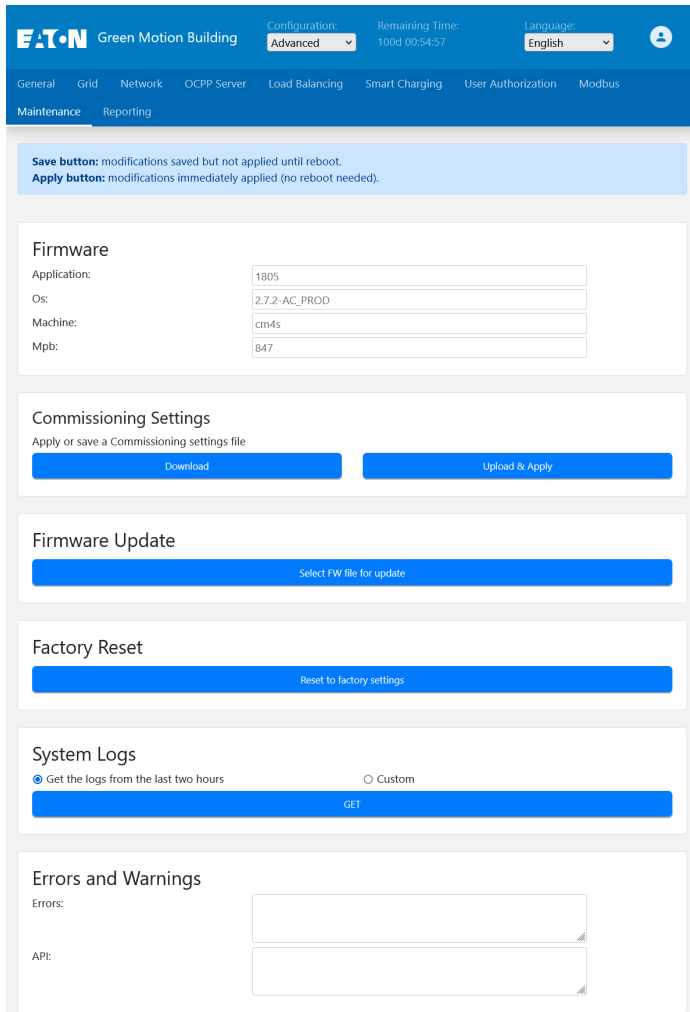 EATON Green Motion Building
Configuration:
Advanced
Remaining Time:
100d 00:54:57
Language:
English
General Grid Network OCPP Server Load Balancing Smart Charging User Authorization Modbus
Maintenance Reporting
Save button: modifications saved but not applied until reboot.
Apply button: modifications immediately applied (no reboot needed).
Firmware
Application: 1805
Os: 2.7.2-AC_PROD
Machine: cm4s
Mpb: 847
Commissioning Settings
Apply or save a Commissioning settings file
Download Upload & Apply
Firmware Update
Select FW file for update
Factory Reset
Reset to factory settings
System Logs
Get the logs from the last two hours Custom
GET
Errors and Warnings
Errors:
API: